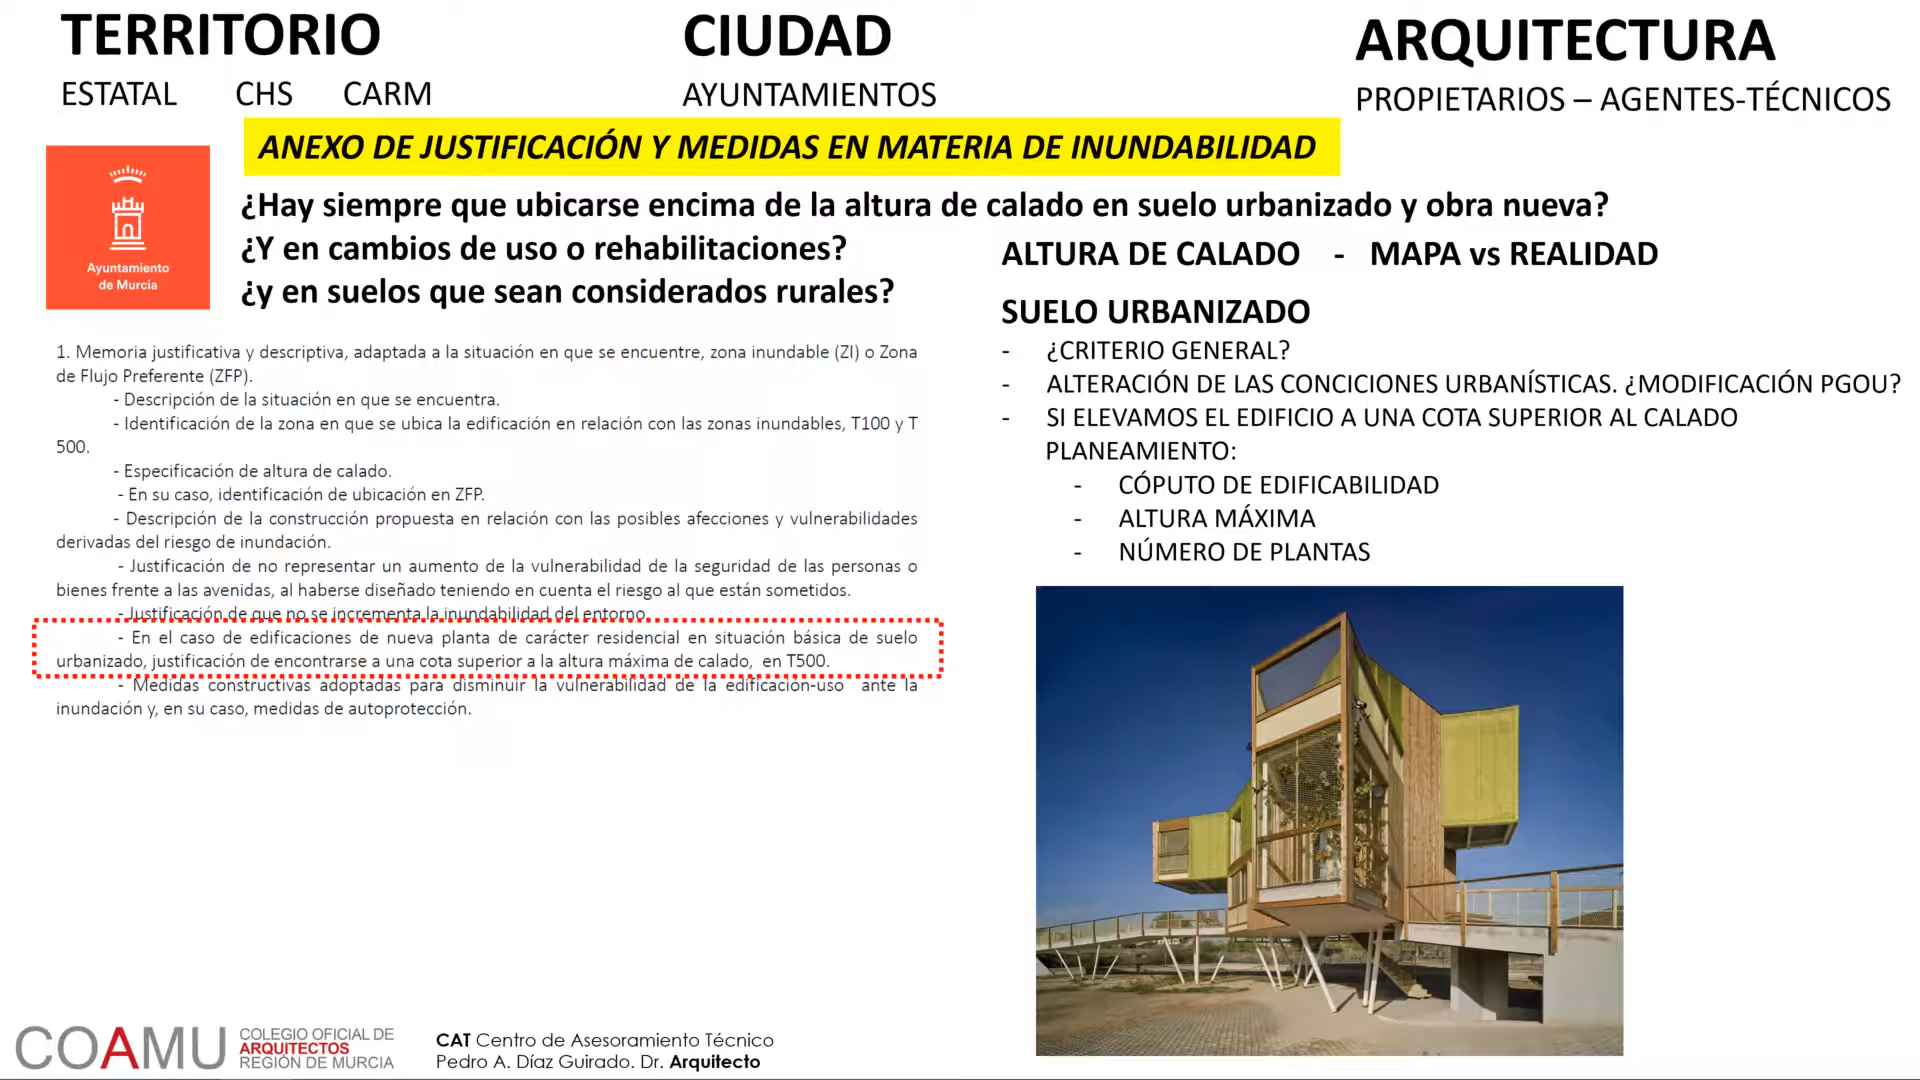 TERRITORIO
ESTATAL CHS CARM
CIUDAD
AYUNTAMIENTOS
ARQUITECTURA
PROPIETARIOS – AGENTES-TÉCNICOS
ANEXO DE JUSTIFICACIÓN Y MEDIDAS EN MATERIA DE INUNDABILIDAD
Ayuntamiento
de Murcia
¿Hay siempre que ubicarse encima de la altura de calado en suelo urbanizado y obra nueva?
¿Y en cambios de uso o rehabilitaciones?
¿y en suelos que sean considerados rurales?
1. Memoria justificativa y descriptiva, adaptada a la situación en que se encuentre, zona inundable (ZI) o Zona
de Flujo Preferente (ZFP).
- Descripción de la situación en que se encuentra.
- Identificación de la zona en que se ubica la edificación en relación con las zonas inundables, T100 y T
500.
- Especificación de altura de calado.
- En su caso, identificación de ubicación en ZFP.
- Descripción de la construcción propuesta en relación con las posibles afecciones y vulnerabilidades
derivadas del riesgo de inundación.
- Justificación de no representar un aumento de la vulnerabilidad de la seguridad de las personas o
bienes frente a las avenidas, al haberse diseñado teniendo en cuenta el riesgo al que están sometidos.
- Justificación de que no se incrementa la inundabilidad del entorno.
- En el caso de edificaciones de nueva planta de carácter residencial en situación básica de suelo
urbanizado, justificación de encontrarse a una cota superior a la altura máxima de calado, en T500.
- Medidas constructivas adoptadas para disminuir la vulnerabilidad de la edificación-uso ante la
inundación y, en su caso, medidas de autoprotección.
ALTURA DE CALADO - MAPA vs REALIDAD
SUELO URBANIZADO
- ¿CRITERIO GENERAL?
- ALTERACIÓN DE LAS CONCICIONES URBANÍSTICAS. ¿MODIFICACIÓN PGOU?
- SI ELEVAMOS EL EDIFICIO A UNA COTA SUPERIOR AL CALADO
PLANEAMIENTO:
- CÓPUTO DE EDIFICABILIDAD
- ALTURA MÁXIMA
- NÚMERO DE PLANTAS
COAMU
COLEGIO OFICIAL DE
ARQUITECTOS
REGIÓN DE MURCIA
CAT Centro de Asesoramiento Técnico
Pedro A. Díaz Guirado. Dr. Arquitecto